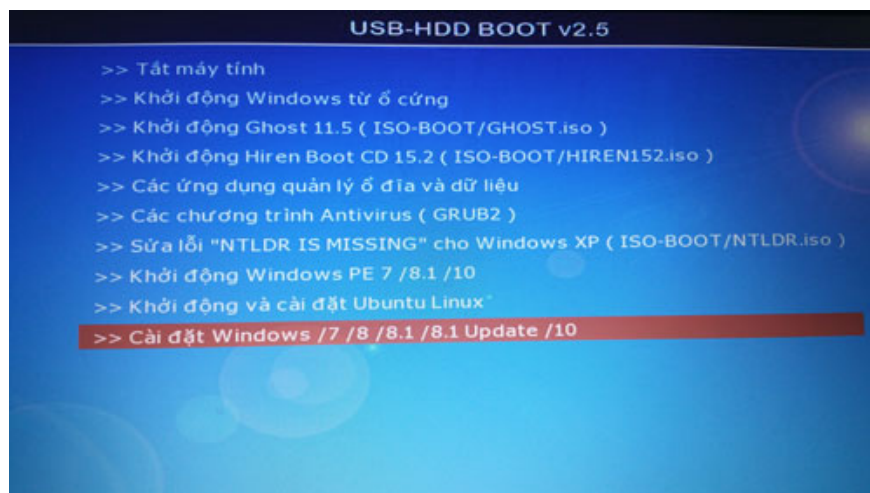 USB-HDD BOOT v2.5
>> Tắt máy tính
>> Khởi động Windows từ ổ cứng
>> Khởi động Ghost 11.5 ( ISO-BOOT/GHOST.iso )
>> Khởi động Hiren Boot CD 15.2 ( ISO-BOOT/HIREN152.iso )
>> Các ứng dụng quản lý ổ đĩa và dữ liệu
>> Các chương trình Antivirus ( GRUB2 )
>> Sửa lỗi "NTLDR IS MISSING" cho Windows XP ( ISO-BOOT/NTLDR.iso )
>> Khởi động Windows PE 7 /8.1 /10
>> Khởi động và cài đặt Ubuntu Linux
>> Cài đặt Windows /7 /8 /8.1 /8.1 Update /10